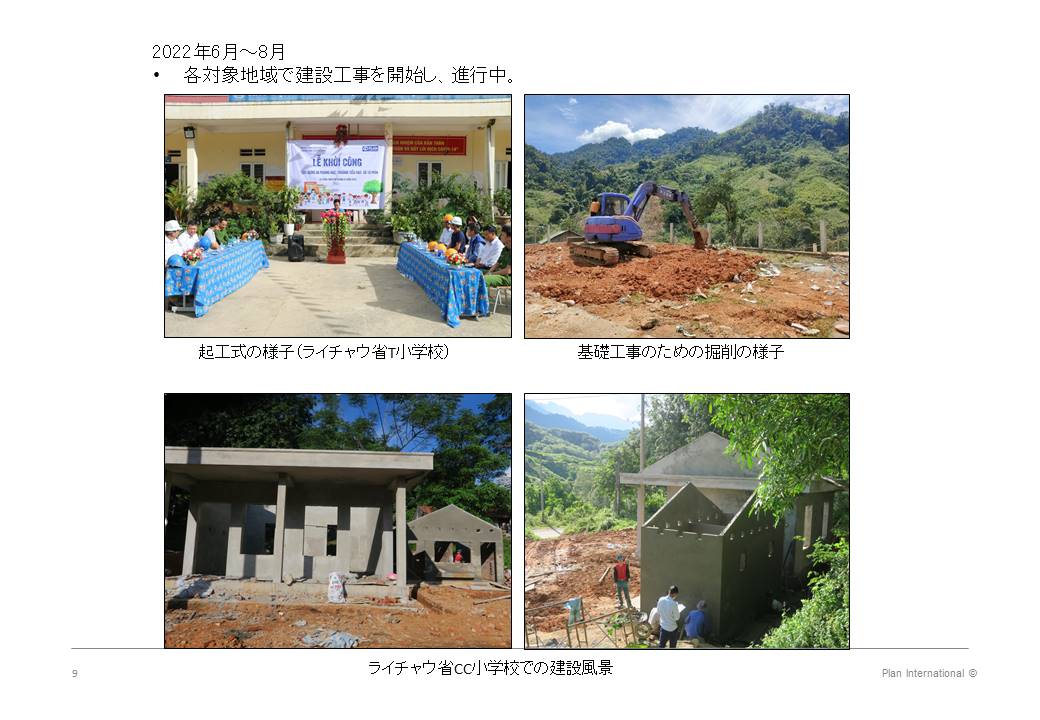 2022年6月～8月
• 各対象地域で建設工事を開始し、進行中。
LỄ KHỞI CÔNG
起工式の様子（ライチャウ省T小学校）
基礎工事のための掘削の様子
ライチャウ省CC小学校での建設風景
9
Plan International ©